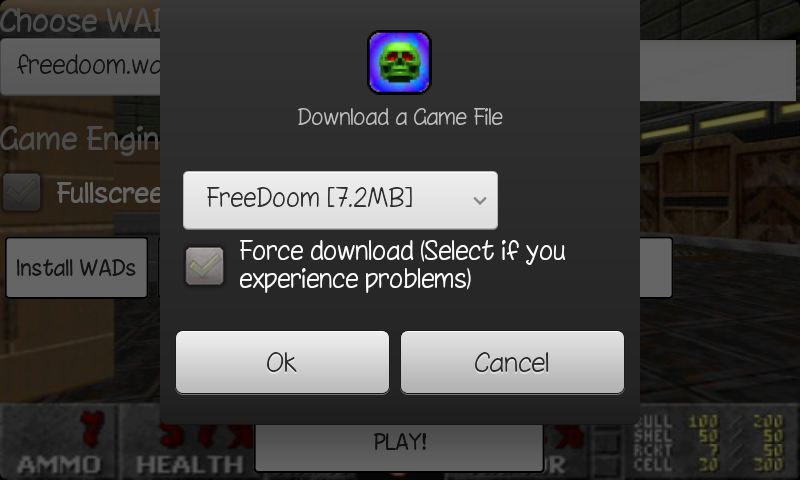 Choose WAD
freedoom.wa
Download a Game File
Game Engin
FreeDoom [7.2MB]
Fullscree
Force download (Select if you
experience problems)
Install WADs
Ok
Cancel
PLAY!
7
AMMO
HEALTH
BULL 100 / 200
SHEL 50 / 50
RCKT 7 / 50
CELL 30 / 300